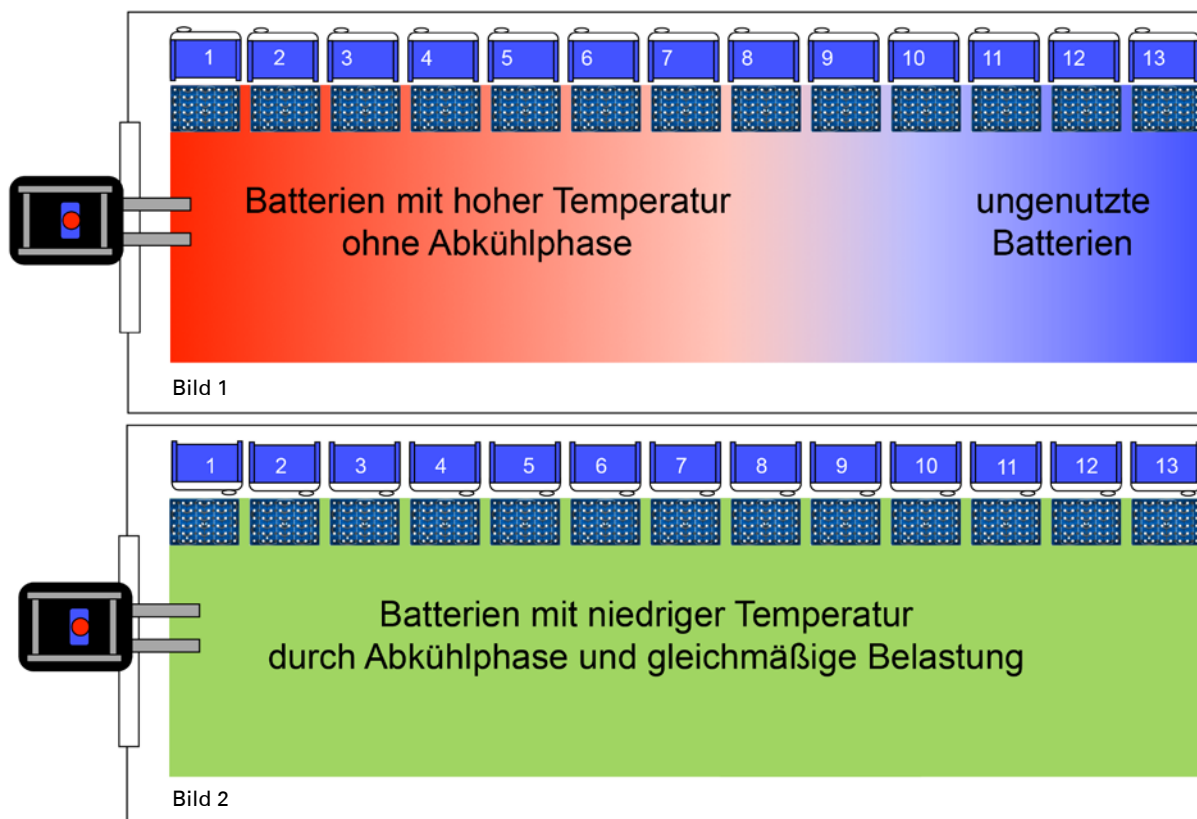 1 2 3 4 5 6 7 8 9 10 11 12 13
Batterien mit hoher Temperatur
ohne Abkühlphase
ungenutzte
Batterien
Bild 1
1 2 3 4 5 6 7 8 9 10 11 12 13
Batterien mit niedriger Temperatur
durch Abkühlphase und gleichmäßige Belastung
Bild 2